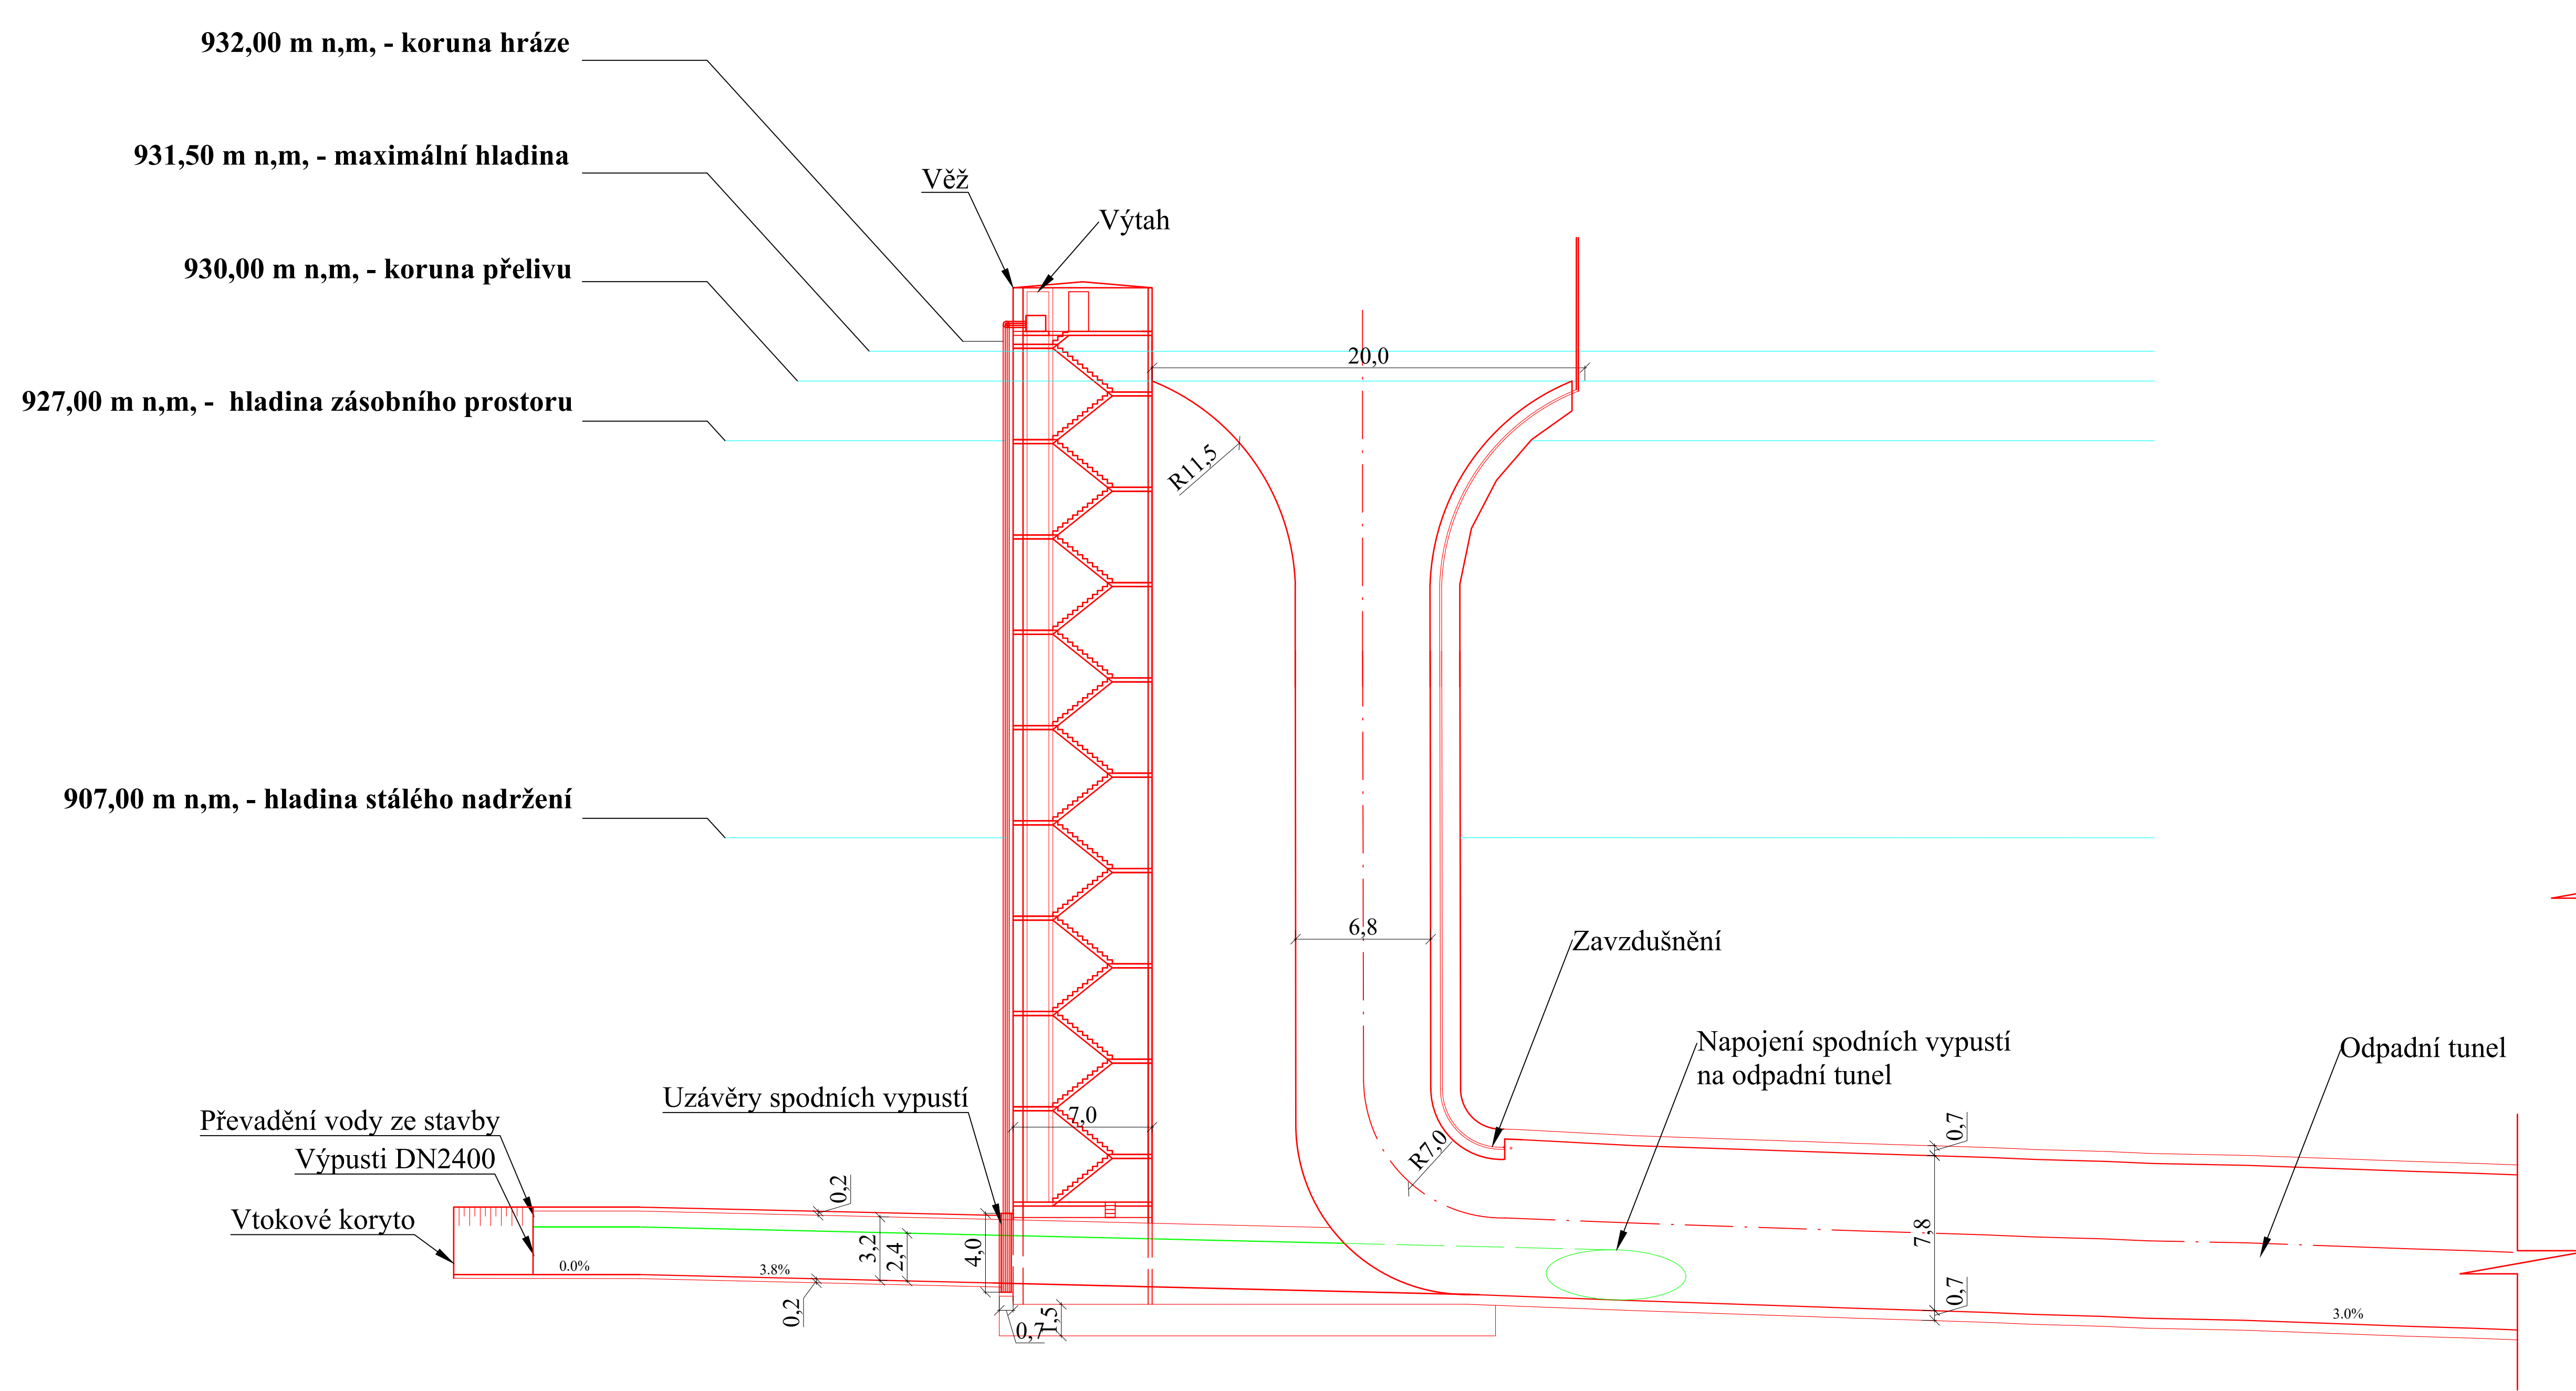 932,00 m n,m, - koruna hráze
931,50 m n,m, - maximální hladina
Věž
Výtah
930,00 m n,m, - koruna přelivu
20,0
927,00 m n,m, -  hladina zásobního prostoru
R11,5
907,00 m n,m, - hladina stálého nadržení
6,8
Zavzdušnění
Napojení spodních vypustí
na odpadní tunel
Odpadní tunel
Uzávěry spodních vypustí
7,0
Převadění vody ze stavby
Výpusti DN2400
Vtokové koryto
R7,0
0,7
0,2
3,2
2,4
4,0
7,8
0.0%
3.8%
0,2
0,7
1,5
0,7
3.0%